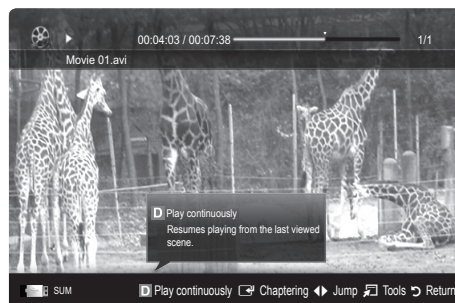 00:04:03 / 00:07:38 1/1
Movie 01.avi
D Play continuously
Resumes playing from the last viewed
scene.
SUM D Play continuously Chaptering Jump Tools Return